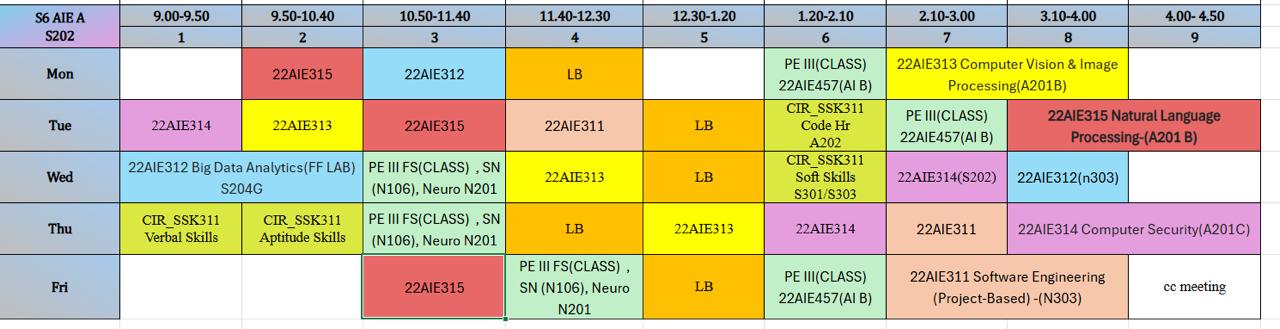 S6 AIE A
S202
9.00-9.50 9.50-10.40 10.50-11.40 11.40-12.30 12.30-1.20 1.20-2.10 2.10-3.00 3.10-4.00 4.00- 4.50
1 2 3 4 5 6 7 8 9
Mon
22AIE315
22AIE312
LB
PE III(CLASS)
22AIE457(AI B)
22AIE313 Computer Vision & Image
Processing(A201B)
Tue
22AIE314
22AIE313
22AIE315
22AIE311
LB
CIR_SSK311
Code Hr
A202
PE III(CLASS)
22AIE457(AI B)
22AIE315 Natural Language
Processing-(A201 B)
Wed
22AIE312 Big Data Analytics(FF LAB)
S204G
PE III FS(CLASS) , SN
(N106), Neuro N201
22AIE313
LB
CIR_SSK311
Soft Skills
S301/S303
22AIE314(S202)
22AIE312(n303)
Thu
CIR_SSK311
Verbal Skills
CIR_SSK311
Aptitude Skills
PE III FS(CLASS) , SN
(N106), Neuro N201
LB
22AIE313
22AIE314
22AIE311
22AIE314 Computer Security(A201C)
Fri
22AIE315
PE III FS(CLASS) ,
SN (N106), Neuro
N201
LB
PE III(CLASS)
22AIE457(AI B)
22AIE311 Software Engineering
(Project-Based) -(N303)
cc meeting